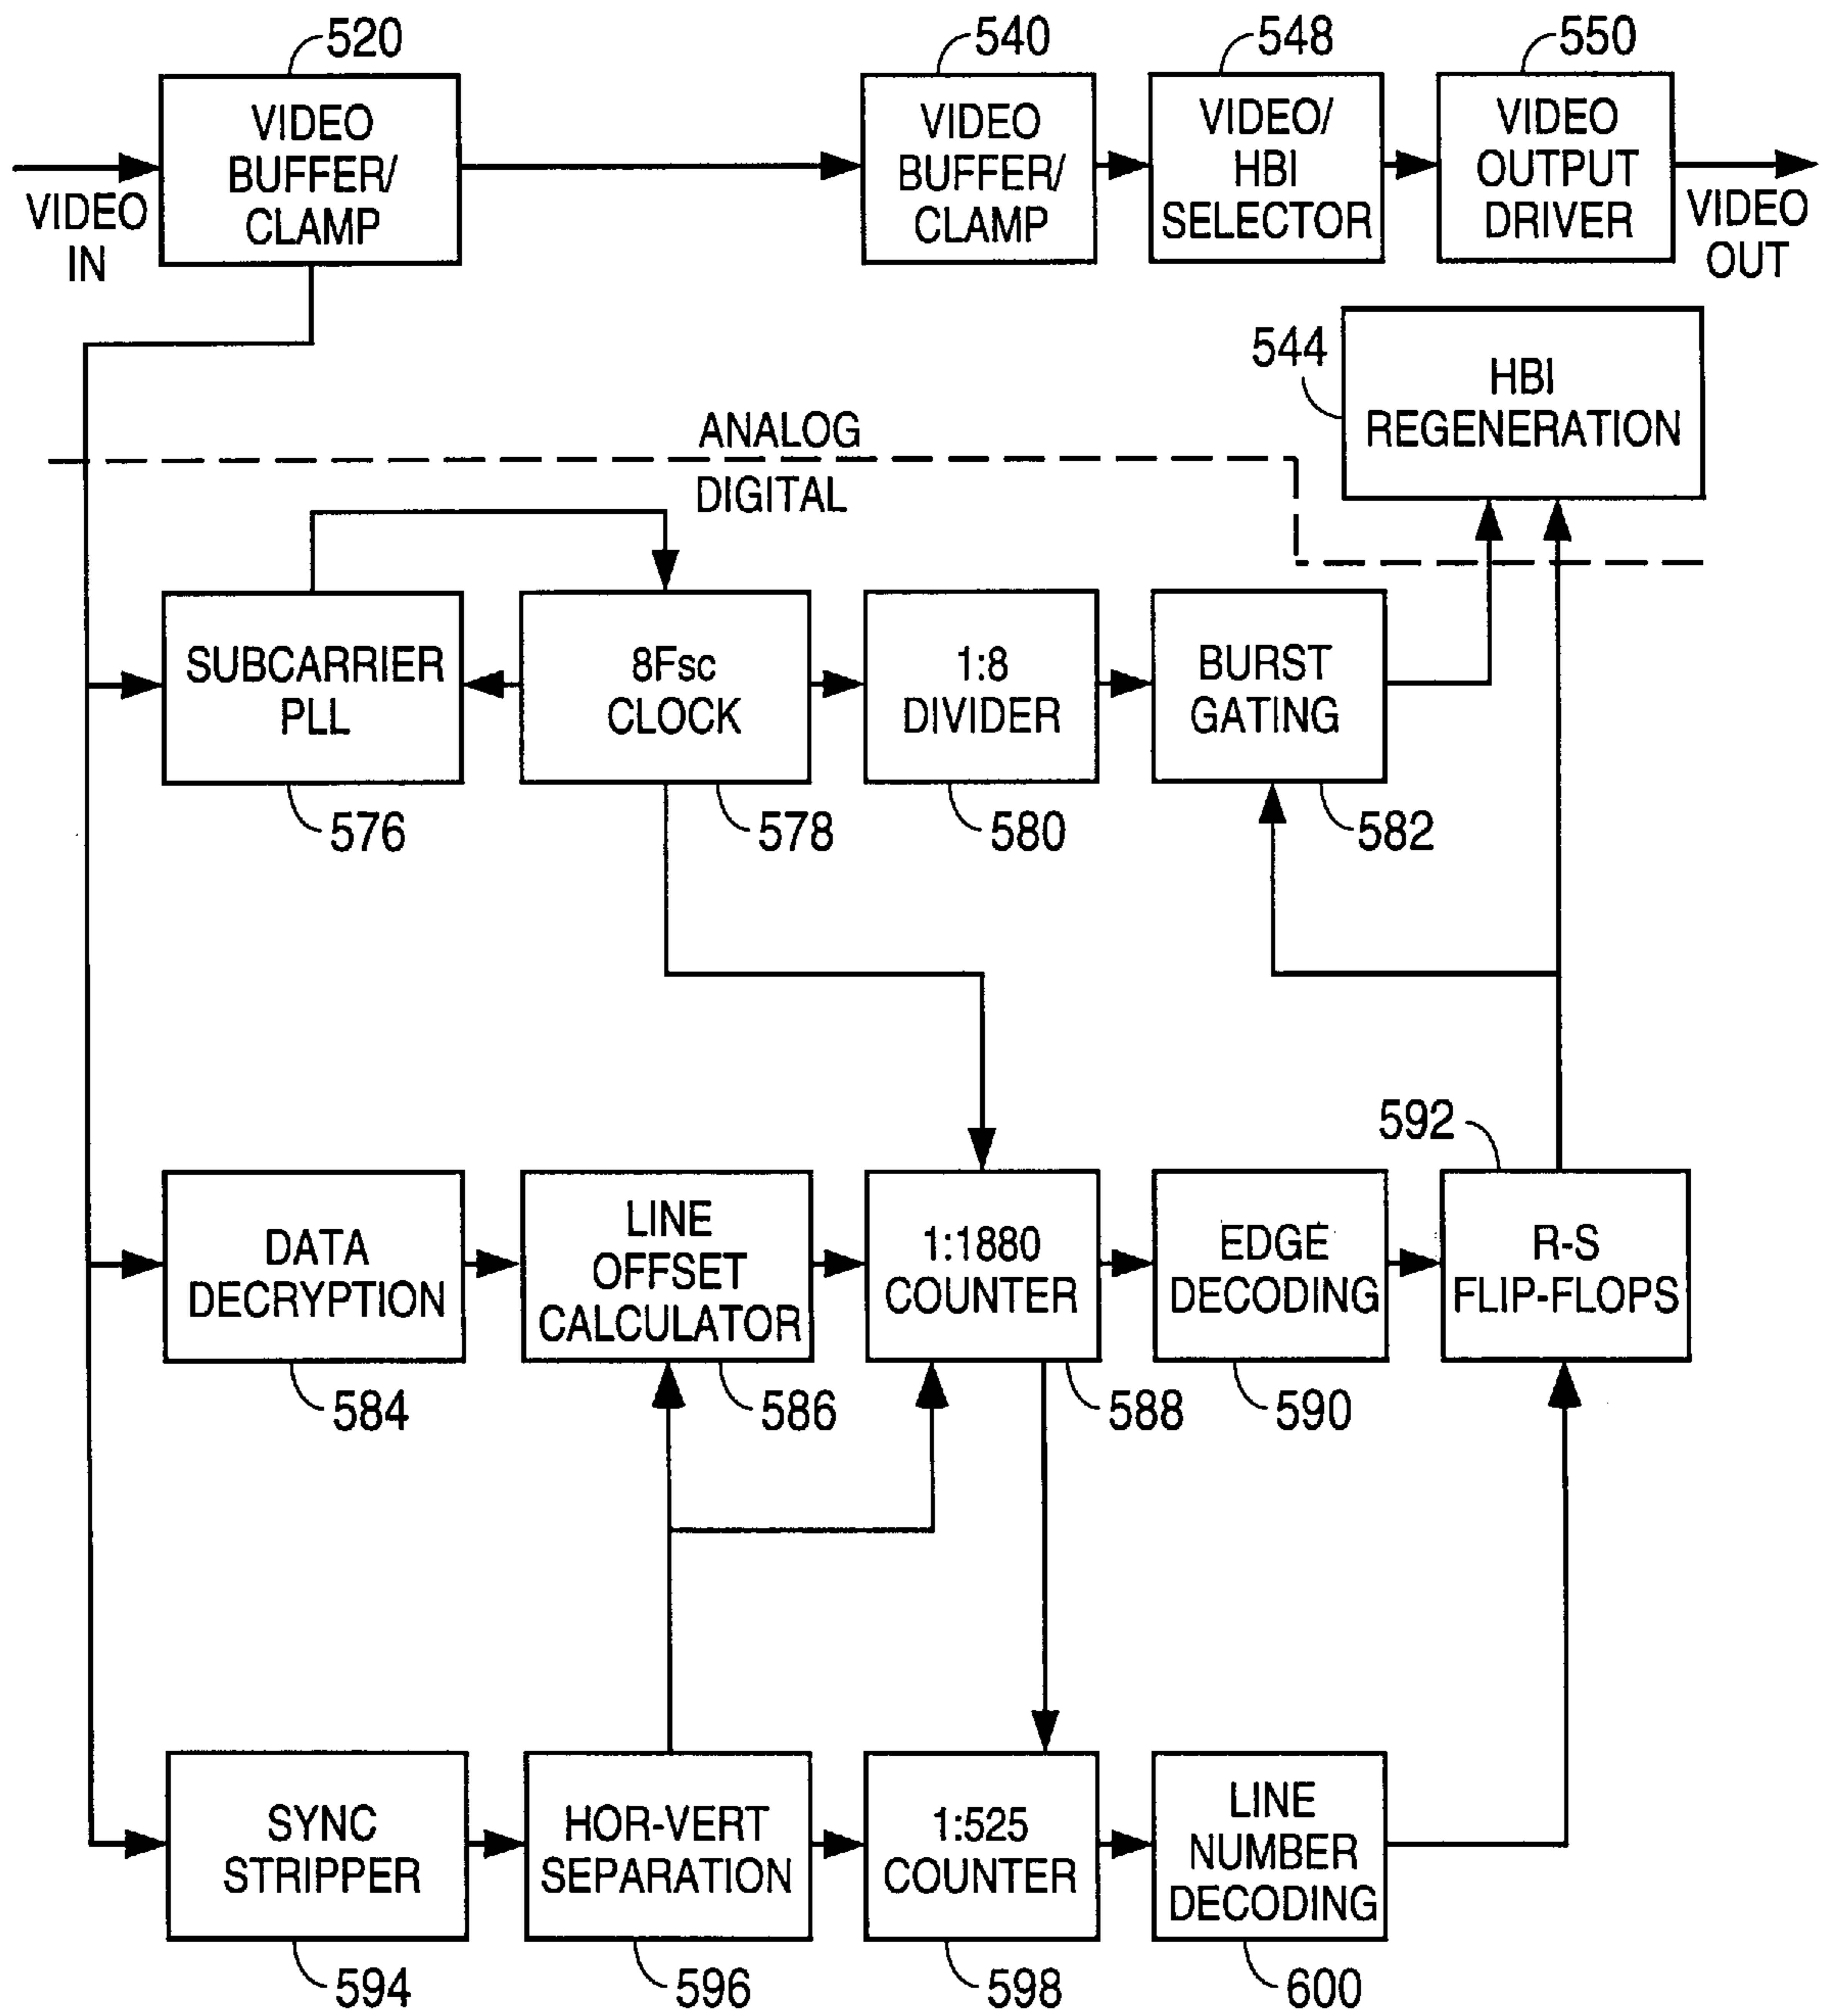 520
540
548
550
VIDEO
BUFFER/
CLAMP
VIDEO
BUFFER/
CLAMP
VIDEO/
HBI
SELECTOR
VIDEO
OUTPUT
DRIVER
VIDEO
IN
VIDEO
OUT
544
HBI
REGENERATION
ANALOG
DIGITAL
SUBCARRIER
PLL
8Fsc
CLOCK
1:8
DIVIDER
BURST
GATING
576
578
580
582
592
DATA
DECRYPTION
LINE
OFFSET
CALCULATOR
1:1880
COUNTER
EDGE
DECODING
R-S
FLIP-FLOPS
584
586
588
590
SYNC
STRIPPER
HOR-VERT
SEPARATION
1:525
COUNTER
LINE
NUMBER
DECODING
594
596
598
600